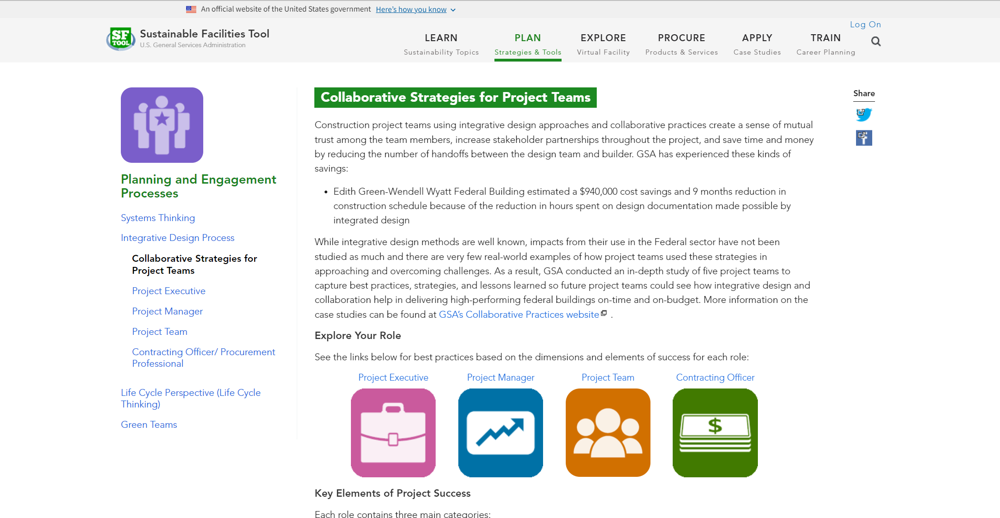 An official website of the United States government Here's how you know
Log On
SF
TOOL
Sustainable Facilities Tool
U.S. General Services Administration
LEARN
Sustainability Topics
PLAN
Strategies & Tools
EXPLORE
Virtual Facility
PROCURE
Products & Services
APPLY
Case Studies
TRAIN
Career Planning
Planning and Engagement
Processes
Systems Thinking
Integrative Design Process
Collaborative Strategies for
Project Teams
Project Executive
Project Manager
Project Team
Contracting Officer/ Procurement
Professional
Life Cycle Perspective (Life Cycle
Thinking)
Green Teams
Collaborative Strategies for Project Teams
Construction project teams using integrative design approaches and collaborative practices create a sense of mutual
trust among the team members, increase stakeholder partnerships throughout the project, and save time and money
by reducing the number of handoffs between the design team and builder. GSA has experienced these kinds of
savings:
• Edith Green-Wendell Wyatt Federal Building estimated a $940,000 cost savings and 9 months reduction in
construction schedule because of the reduction in hours spent on design documentation made possible by
integrated design
While integrative design methods are well known, impacts from their use in the Federal sector have not been
studied as much and there are very few real-world examples of how project teams used these strategies in
approaching and overcoming challenges. As a result, GSA conducted an in-depth study of five project teams to
capture best practices, strategies, and lessons learned so future project teams could see how integrative design and
collaboration help in delivering high-performing federal buildings on-time and on-budget. More information on the
case studies can be found at GSA's Collaborative Practices website .
Explore Your Role
See the links below for best practices based on the dimensions and elements of success for each role:
Project Executive
Project Manager
Project Team
Contracting Officer
$
Key Elements of Project Success
Each role contains three main categories:
Share